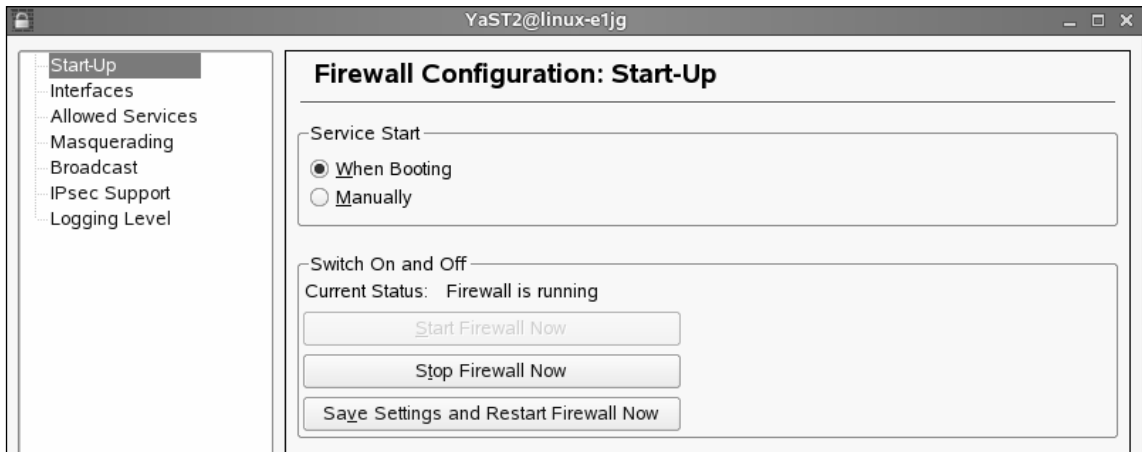 YaST2@linux-e1jg
Start-Up
Interfaces
Allowed Services
Masquerading
Broadcast
IPsec Support
Logging Level
Firewall Configuration: Start-Up
Service Start
When Booting
Manually
Switch On and Off
Current Status: Firewall is running
Start Firewall Now
Stop Firewall Now
Save Settings and Restart Firewall Now